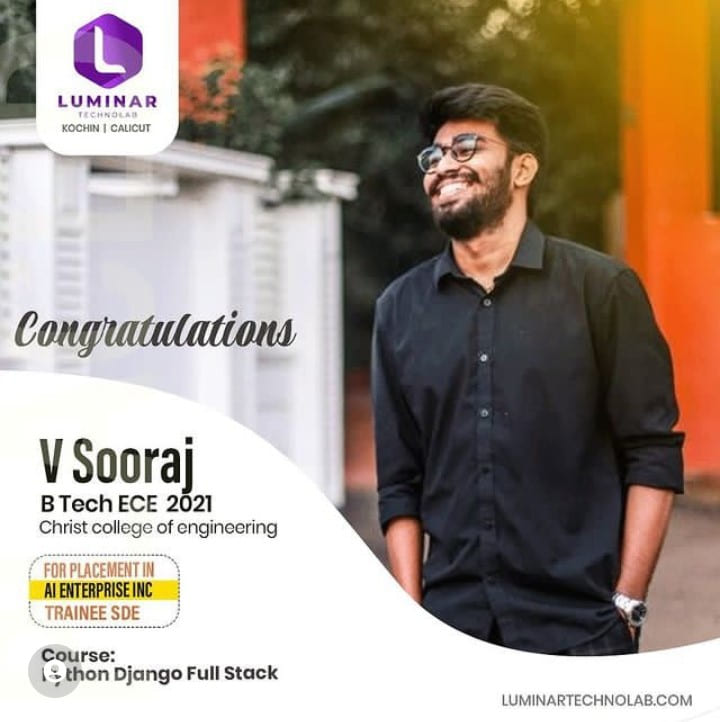 LUMINAR
TECHNOLAB
KOCHIN | CALICUT
Congratulations
V Sooraj
B Tech ECE 2021
Christ college of engineering
FOR PLACEMENT IN
AI ENTERPRISE INC
TRAINEE SDE
Course:
Python Django Full Stack
LUMINARTECHNOLAB.COM